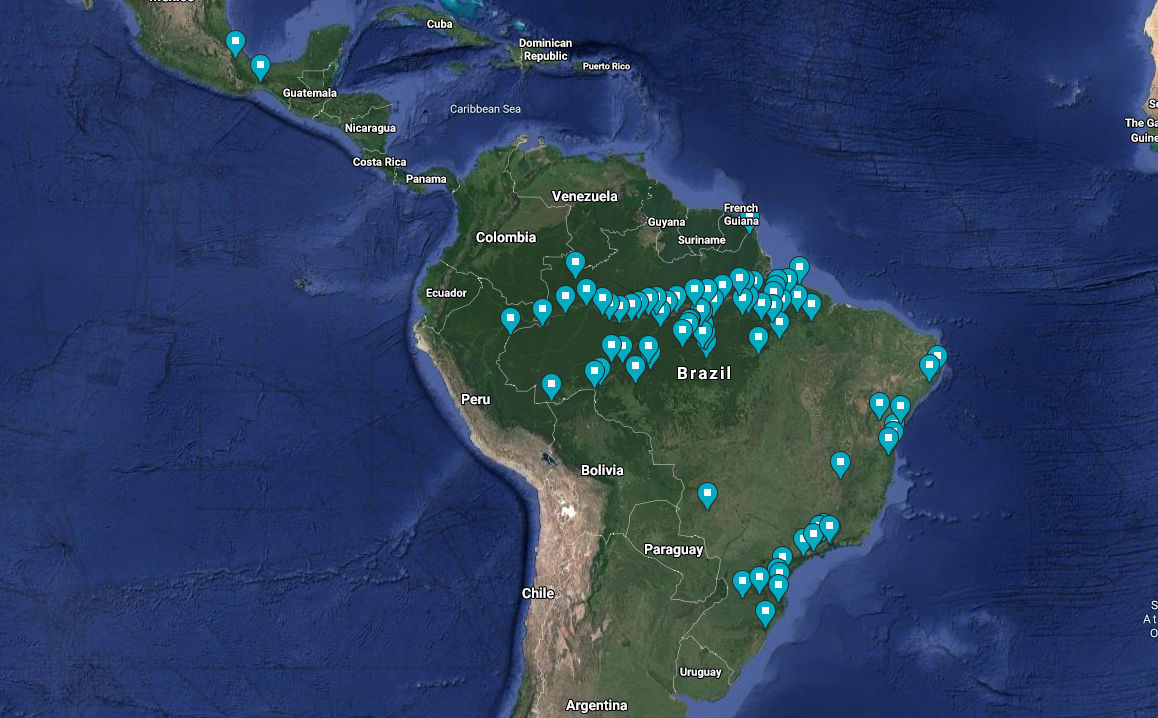 Cuba
Dominican
Republic
Puerto Rico
Guatemala
Caribbean Sea
Nicaragua
Costa Rica
Panama
Venezuela
French
Guiana
Guyana
Suriname
Colombia
Ecuador
Brazil
Peru
Bolivia
Paraguay
Chile
Uruguay
Argentina
The Ga
Guine
S
At
O